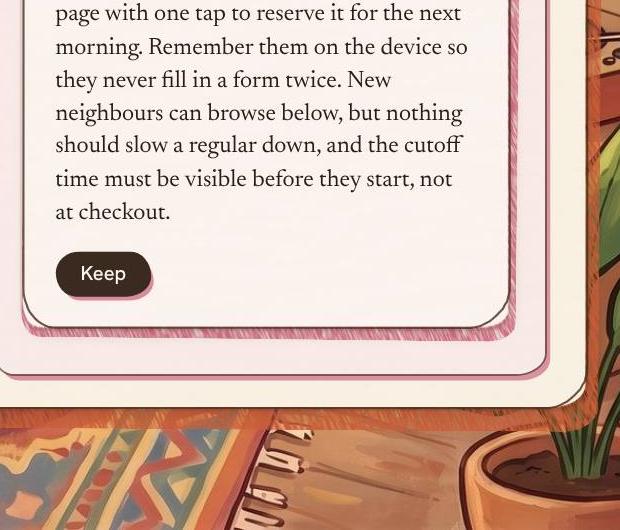 page with one tap to reserve it for the next
morning. Remember them on the device so
they never fill in a form twice. New
neighbours can browse below, but nothing
should slow a regular down, and the cutoff
time must be visible before they start, not
at checkout.
Keep